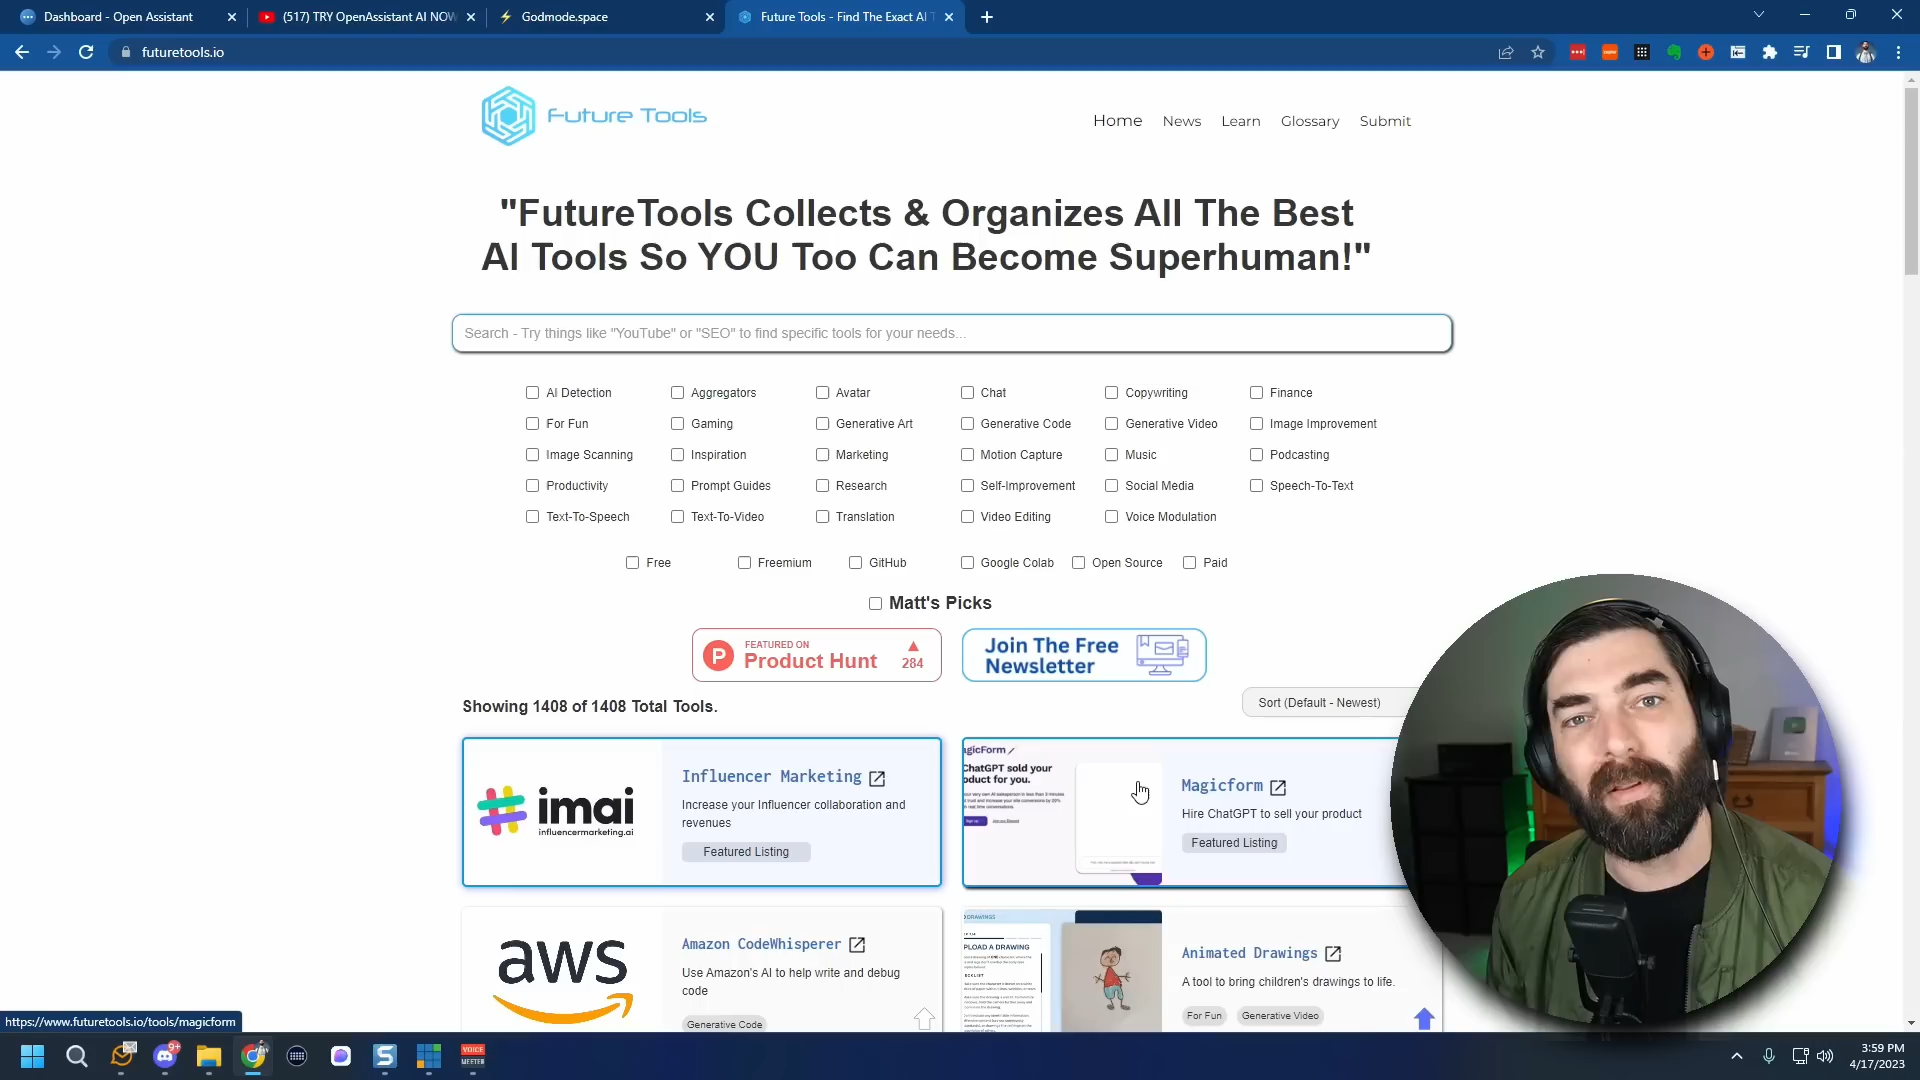 Dashboard - Open Assistant
(517) TRY OpenAssistant AI NOW
Godmode.space
Future Tools - Find The Exact AI T
futuretools.io
Future Tools
Home
News
Learn
Glossary
Submit
"FutureTools Collects & Organizes All The Best
AI Tools So YOU Too Can Become Superhuman!"
Search - Try things like "YouTube" or "SEO" to find specific tools for your needs...
AI Detection
Aggregators
Avatar
Chat
Copywriting
Finance
For Fun
Gaming
Generative Art
Generative Code
Generative Video
Image Improvement
Image Scanning
Inspiration
Marketing
Motion Capture
Music
Podcasting
Productivity
Prompt Guides
Research
Self-Improvement
Social Media
Speech-To-Text
Text-To-Speech
Text-To-Video
Translation
Video Editing
Voice Modulation
Free
Freemium
GitHub
Google Colab
Open Source
Paid
Matt's Picks
P
FEATURED ON
Product Hunt
284
Join The Free
Newsletter
Showing 1408 of 1408 Total Tools.
Sort (Default - Newest)
imai
influencermarketing.ai
Influencer Marketing
Increase your Influencer collaboration and
revenues
Featured Listing
agicForm
ChatGPT sold your
oduct for you.
Magicform
Hire ChatGPT to sell your product
Featured Listing
aws
Amazon CodeWhisperer
Use Amazon's AI to help write and debug
code
Generative Code
DRAWINGS
PLOAD A DRAWING
Animated Drawings
A tool to bring children's drawings to life.
For Fun
Generative Video
https://www.futuretools.io/tools/magicform
9+
VOICE
MEETER
3:59 PM
4/17/2023